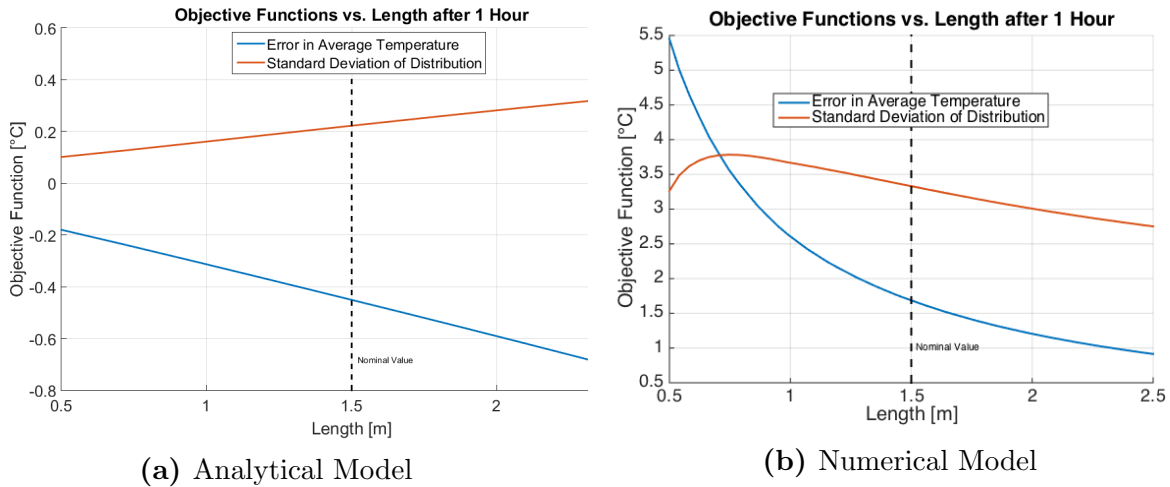 Objective Functions vs. Length after 1 Hour
Error in Average Temperature
Standard Deviation of Distribution
Objective Function [°C]
0.6
0.4
0.2
0
-0.2
-0.4
-0.6
-0.8
Nominal Value
0.5
1
1.5
2
Length [m]
(a) Analytical Model
Objective Functions vs. Length after 1 Hour
Error in Average Temperature
Standard Deviation of Distribution
Objective Function [°C]
5.5
5
4.5
4
3.5
3
2.5
2
1.5
1
0.5
Nominal Value
0.5
1
1.5
2
2.5
Length [m]
(b) Numerical Model